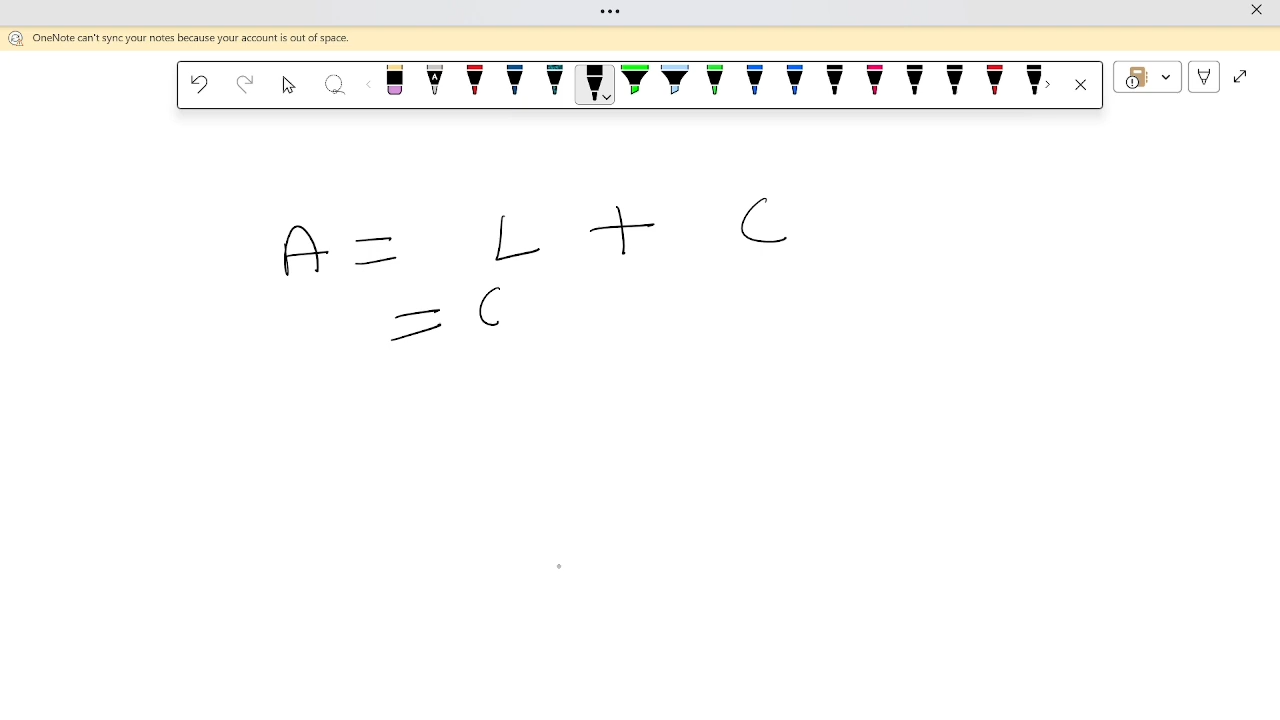 OneNote can't sync your notes because your account is out of space.
A
A = L + C
= C